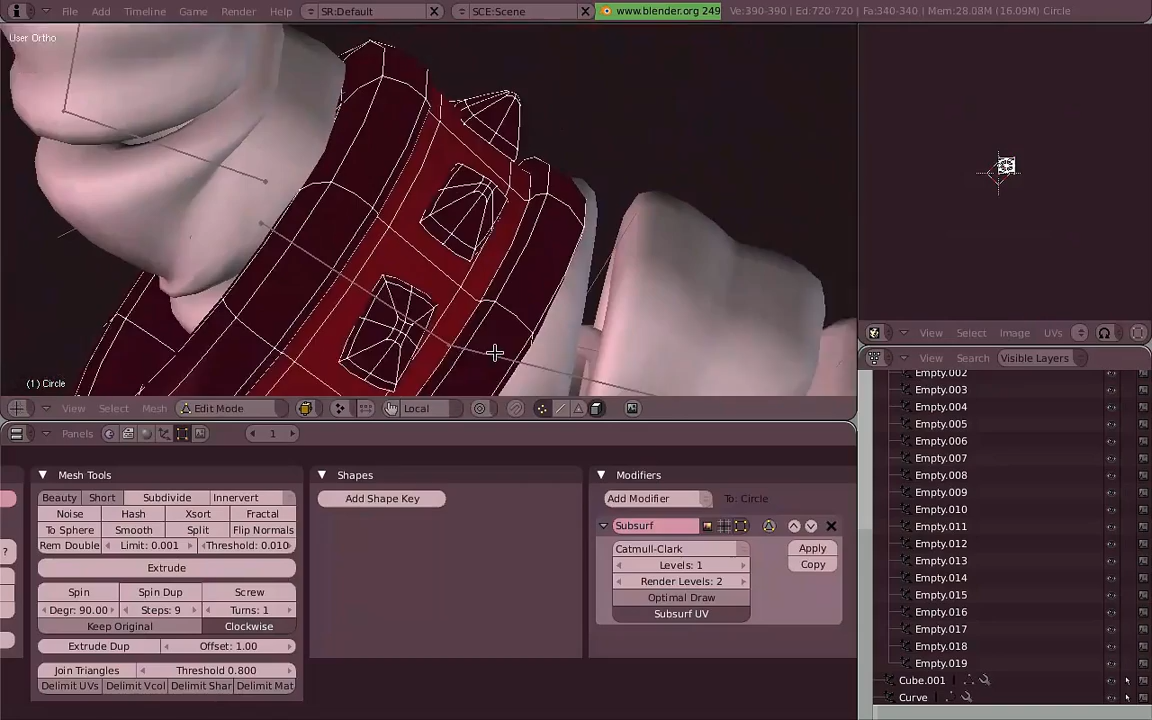 File Add Timeline Game Render Help SR:Default SCE:Scene www.blender.org 249 Ve:390-390 | Ed:720-720 | Fa:340-340 | Mem:28.08M (16.09M) Circle
User Ortho
(1) Circle
View Select Mesh Edit Mode Local
View Select Image UVs
View Search Visible Layers
Empty.002
Empty.003
Empty.004
Empty.005
Empty.006
Empty.007
Empty.008
Empty.009
Empty.010
Empty.011
Empty.012
Empty.013
Empty.014
Empty.015
Empty.016
Empty.017
Empty.018
Empty.019
Cube.001
Curve
Panels 1
?
Mesh Tools
Beauty Short Subdivide Innervert
Noise Hash Xsort Fractal
To Sphere Smooth Split Flip Normals
Rem Double Limit: 0.001 Threshold: 0.010
Extrude
Spin Spin Dup Screw
Degr: 90.00 Steps: 9 Turns: 1
Keep Original Clockwise
Extrude Dup Offset: 1.00
Join Triangles Threshold 0.800
Delimit UVs Delimit Vcol Delimit Shar Delimit Mat
Shapes
Add Shape Key
Modifiers
Add Modifier To: Circle
Subsurf
Catmull-Clark Apply
Levels: 1 Copy
Render Levels: 2
Optimal Draw
Subsurf UV